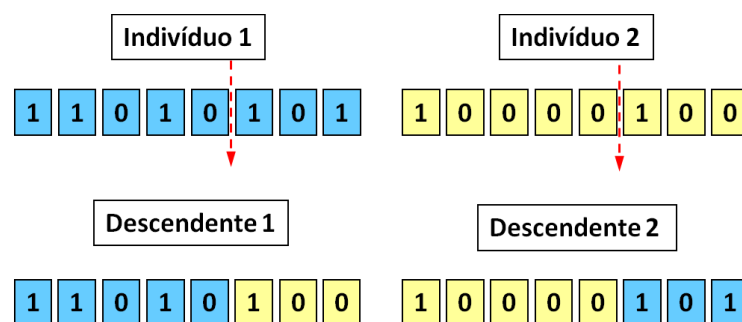 Indivíduo 1 Indivíduo 2
1 1 0 1 0 1 0 1 1 0 0 0 0 1 0 0
Descendente 1 Descendente 2
1 1 0 1 0 1 0 0 1 0 0 0 0 1 0 1